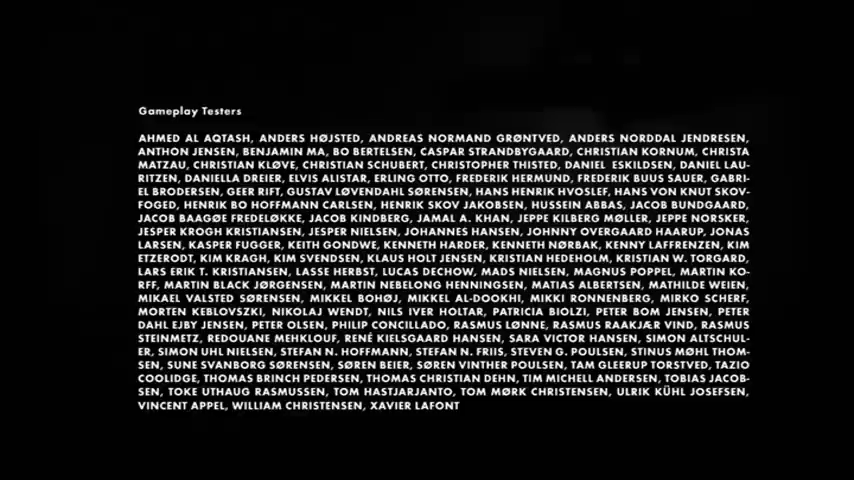 Gameplay Testers
AHMED AL AQTASH, ANDERS HØJSTED, ANDREAS NORMAND GRØNTVED, ANDERS NORDDAL JENDRESEN,
ANTHON JENSEN, BENJAMIN MA, BO BERTELSEN, CASPAR STRANDBYGAARD, CHRISTIAN KORNUM, CHRISTA
MATZAU, CHRISTIAN KLØVE, CHRISTIAN SCHUBERT, CHRISTOPHER THISTED, DANIEL ESKILDSEN, DANIEL LAU-
RITZEN, DANIELLA DREIER, ELVIS ALISTAR, ERLING OTTO, FREDERIK HERMUND, FREDERIK BUUS SAUER, GABRI-
EL BRODERSEN, GEER RIFT, GUSTAV LØVENDAHL SØRENSEN, HANS HENRIK HVOSLEF, HANS VON KNUT SKOV-
FOGED, HENRIK BO HOFFMANN CARLSEN, HENRIK SKOV JAKOBSEN, HUSSEIN ABBAS, JACOB BUNDGAARD,
JACOB BAAGØE FREDELØKKE, JACOB KINDBERG, JAMAL A. KHAN, JEPPE KILBERG MØLLER, JEPPE NORSKER,
JESPER KROGH KRISTIANSEN, JESPER NIELSEN, JOHANNES HANSEN, JOHNNY OVERGAARD HAARUP, JONAS
LARSEN, KASPER FUGGER, KEITH GONDWE, KENNETH HARDER, KENNETH NØRBAK, KENNY LAFFRENZEN, KIM
ETZERODT, KIM KRAGH, KIM SVENDSEN, KLAUS HOLT JENSEN, KRISTIAN HEDEHOLM, KRISTIAN W. TORGARD,
LARS ERIK T. KRISTIANSEN, LASSE HERBST, LUCAS DECHOW, MADS NIELSEN, MAGNUS POPPEL, MARTIN KO-
RFF, MARTIN BLACK JØRGENSEN, MARTIN NEBELONG HENNINGSEN, MATIAS ALBERTSEN, MATHILDE WEIEN,
MIKAEL VALSTED SØRENSEN, MIKKEL BOHØJ, MIKKEL AL-DOOKHI, MIKKI RONNENBERG, MIRKO SCHERF,
MORTEN KEBLOVSZKI, NIKOLAJ WENDT, NILS IVER HOLTAR, PATRICIA BIOLZI, PETER BOM JENSEN, PETER
DAHL EJBY JENSEN, PETER OLSEN, PHILIP CONCILLADO, RASMUS LØNNE, RASMUS RAAKJÆR VIND, RASMUS
STEINMETZ, REDOUANE MEHKLOUF, RENÉ KIELSGAARD HANSEN, SARA VICTOR HANSEN, SIMON ALTSCHUL-
ER, SIMON UHL NIELSEN, STEFAN N. HOFFMANN, STEFAN N. FRIIS, STEVEN G. POULSEN, STINUS MØHL THOM-
SEN, SUNE SVANBORG SØRENSEN, SØREN BEIER, SØREN VINTHER POULSEN, TAM GLEERUP TORSTVED, TAZIO
COOLIDGE, THOMAS BRINCH PEDERSEN, THOMAS CHRISTIAN DEHN, TIM MICHELL ANDERSEN, TOBIAS JACOB-
SEN, TOKE UTHAUG RASMUSSEN, TOM HASTJARJANTO, TOM MØRK CHRISTENSEN, ULRIK KÜHL JOSEFSEN,
VINCENT APPEL, WILLIAM CHRISTENSEN, XAVIER LAFONT